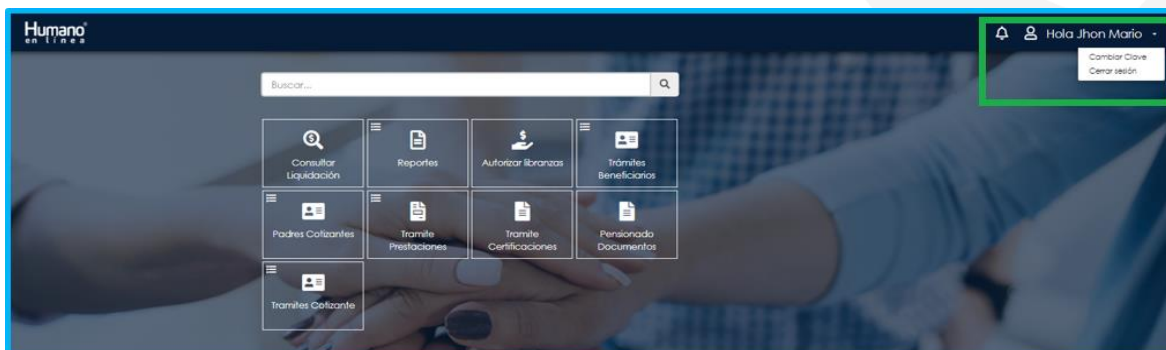 Humano
en línea
Hola Jhon Mario
Cambiar Clave
Cerrar sesión
Buscar...
Consultar
Liquidación
Reportes
Autorizar libranzas
Trámites
Beneficiarios
Padres Cotizantes
Tramite
Prestaciones
Tramite
Certificaciones
Pensionado
Documentos
Tramites Cotizante